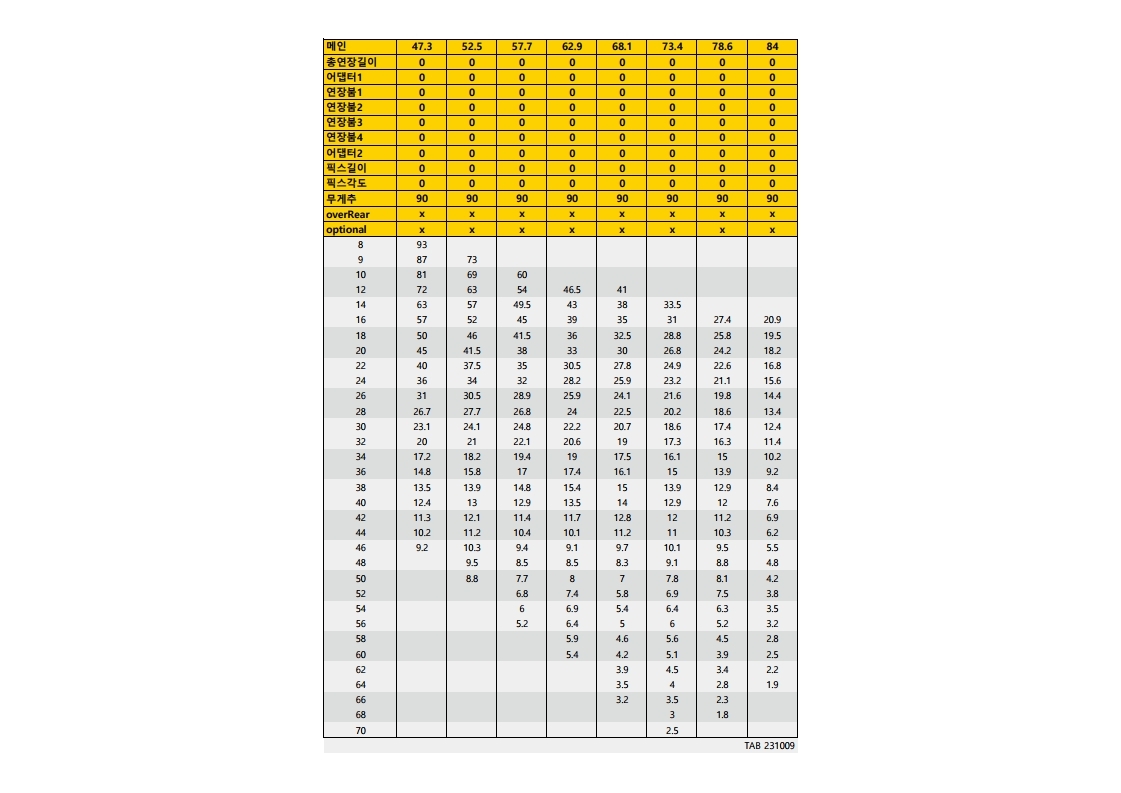 메인 47.3 52.5 57.7 62.9 68.1 73.4 78.6 84
총연장길이 0 0 0 0 0 0 0 0
어댑터1 0 0 0 0 0 0 0 0
연장붐1 0 0 0 0 0 0 0 0
연장붐2 0 0 0 0 0 0 0 0
연장붐3 0 0 0 0 0 0 0 0
연장붐4 0 0 0 0 0 0 0 0
어댑터2 0 0 0 0 0 0 0 0
픽스길이 0 0 0 0 0 0 0 0
픽스각도 0 0 0 0 0 0 0 0
무게추 90 90 90 90 90 90 90 90
overRear x x x x x x x x
optional x x x x x x x x
8 93
9 87 73
10 81 69 60
12 72 63 54 46.5 41
14 63 57 49.5 43 38 33.5
16 57 52 45 39 35 31 27.4 20.9
18 50 46 41.5 36 32.5 28.8 25.8 19.5
20 45 41.5 38 33 30 26.8 24.2 18.2
22 40 37.5 35 30.5 27.8 24.9 22.6 16.8
24 36 34 32 28.2 25.9 23.2 21.1 15.6
26 31 30.5 28.9 25.9 24.1 21.6 19.8 14.4
28 26.7 27.7 26.8 24 22.5 20.2 18.6 13.4
30 23.1 24.1 24.8 22.2 20.7 18.6 17.4 12.4
32 20 21 22.1 20.6 19 17.3 16.3 11.4
34 17.2 18.2 19.4 19 17.5 16.1 15 10.2
36 14.8 15.8 17 17.4 16.1 15 13.9 9.2
38 13.5 13.9 14.8 15.4 15 13.9 12.9 8.4
40 12.4 13 12.9 13.5 14 12.9 12 7.6
42 11.3 12.1 11.4 11.7 12.8 12 11.2 6.9
44 10.2 11.2 10.4 10.1 11.2 11 10.3 6.2
46 9.2 10.3 9.4 9.1 9.7 10.1 9.5 5.5
48 9.5 8.5 8.5 8.3 9.1 8.8 4.8
50 8.8 7.7 8 7 7.8 8.1 4.2
52 6.8 7.4 5.8 6.9 7.5 3.8
54 6 6.9 5.4 6.4 6.3 3.5
56 5.2 6.4 5 6 5.2 3.2
58 5.9 4.6 5.6 4.5 2.8
60 5.4 4.2 5.1 3.9 2.5
62 3.9 4.5 3.4 2.2
64 3.5 4 2.8 1.9
66 3.2 3.5 2.3
68 3 1.8
70 2.5
TAB 231009